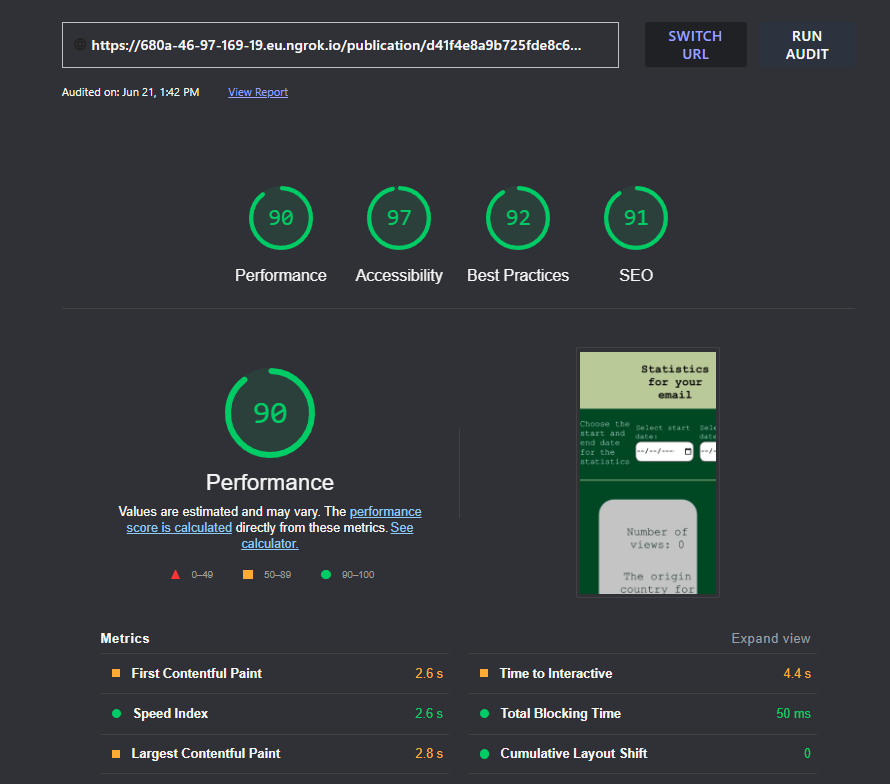 https://680a-46-97-169-19.eu.ngrok.io/publication/d41f4e8a9b725fde8c6...
SWITCH
URL
RUN
AUDIT
Audited on: Jun 21, 1:42 PM
View Report
90
97
92
91
Performance
Accessibility
Best Practices
SEO
90
Performance
Values are estimated and may vary. The performance
score is calculated directly from these metrics. See
calculator.
0–49
50–89
90–100
Statistics
for your
email
Choose the
start and
end date
for the
statistics
Select start
date:
--/--/---
Sele
date
--/-
Number of
views: 0
The origin
country for
Metrics
Expand view
First Contentful Paint
2.6 s
Time to Interactive
4.4 s
Speed Index
2.6 s
Total Blocking Time
50 ms
Largest Contentful Paint
2.8 s
Cumulative Layout Shift
0